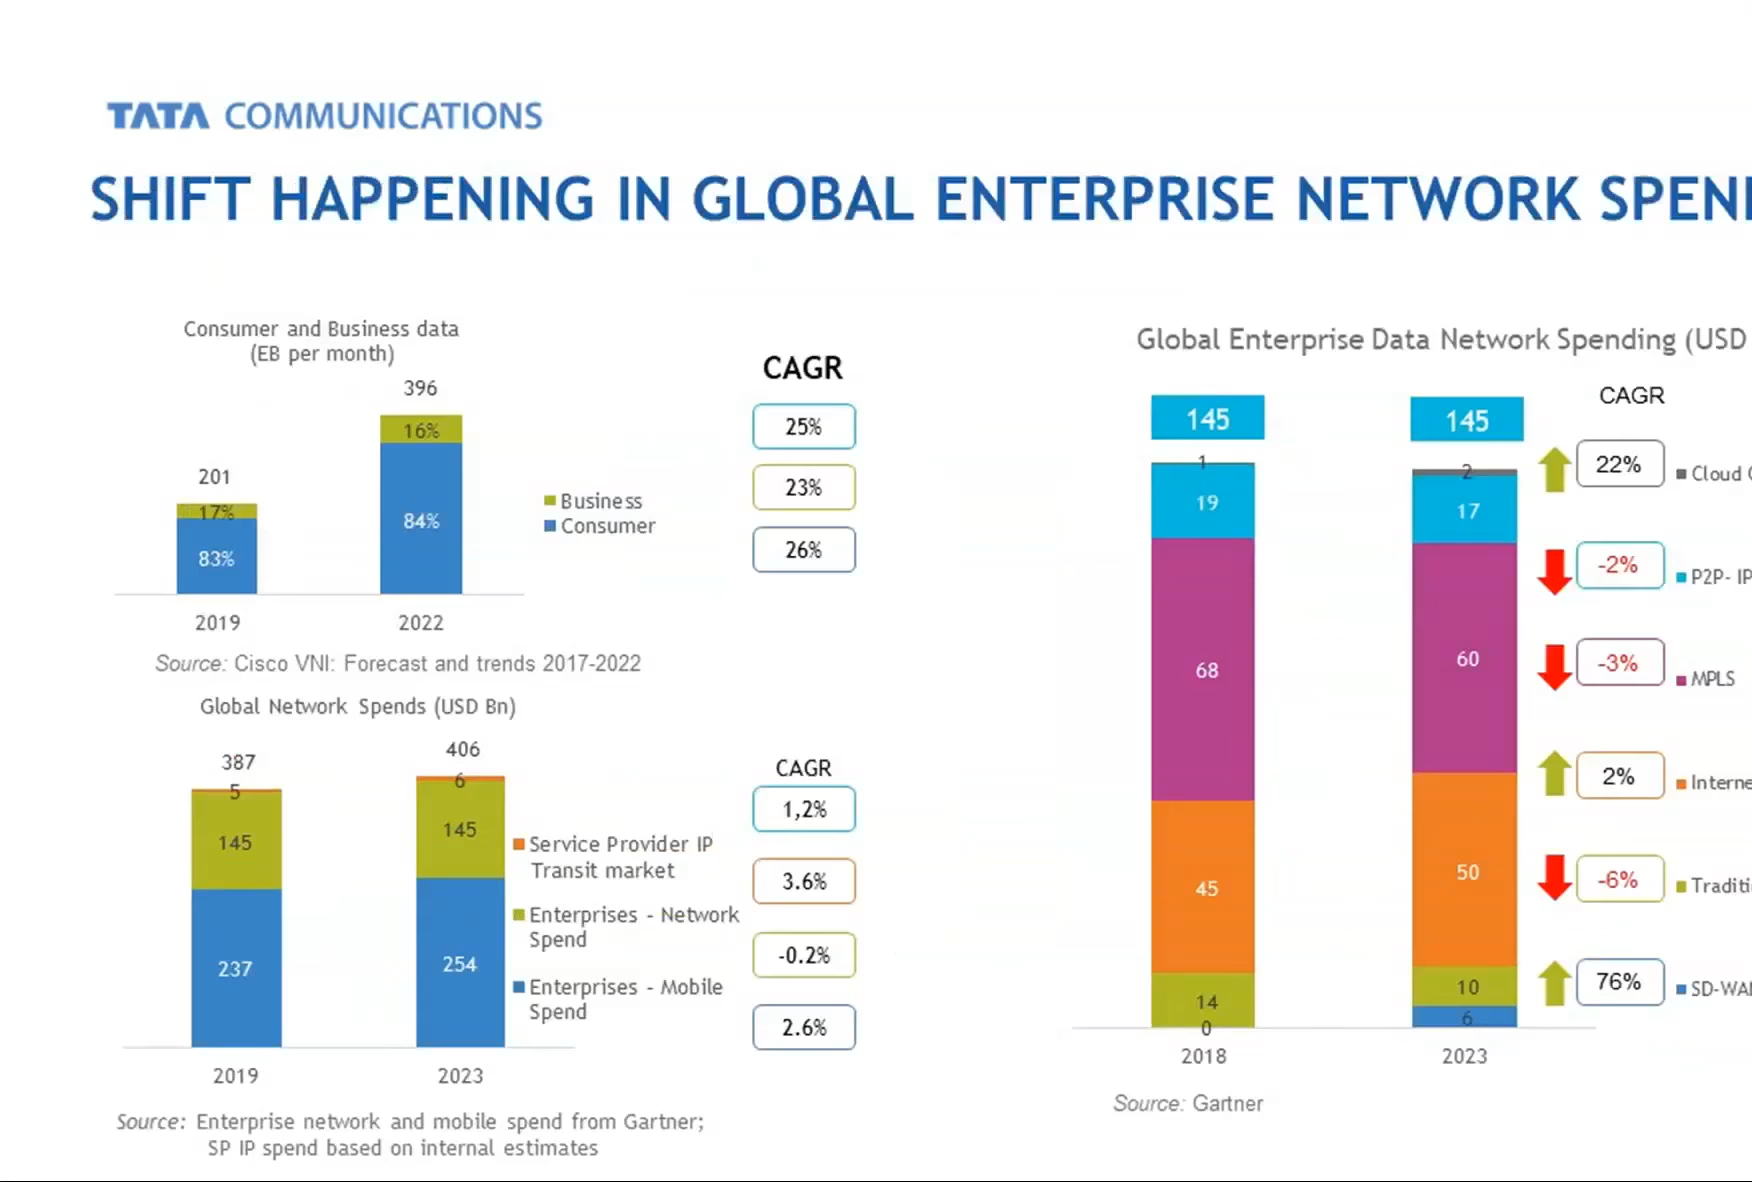 TATA COMMUNICATIONS
SHIFT HAPPENING IN GLOBAL ENTERPRISE NETWORK
Consumer and Business data
(EB per month)
396
16%
201
17%
84%
83%
2019
2022
Business
Consumer
CAGR
25%
23%
26%
Source: Cisco VNI: Forecast and trends 2017-2022
Global Network Spends (USD Bn)
387
406
5
6
145
145
237
254
2019
2023
Service Provider IP
Transit market
Enterprises - Network
Spend
Enterprises - Mobile
Spend
CAGR
1,2%
3.6%
-0.2%
2.6%
Source: Enterprise network and mobile spend from Gartner;
SP IP spend based on internal estimates
Global Enterprise Data Network Spending (USD
145
145
1
2
19
17
68
60
45
50
14
10
0
6
2018
2023
CAGR
22%
Cloud
-2%
P2P- IP
-3%
MPLS
2%
-6%
76%
Source: Gartner